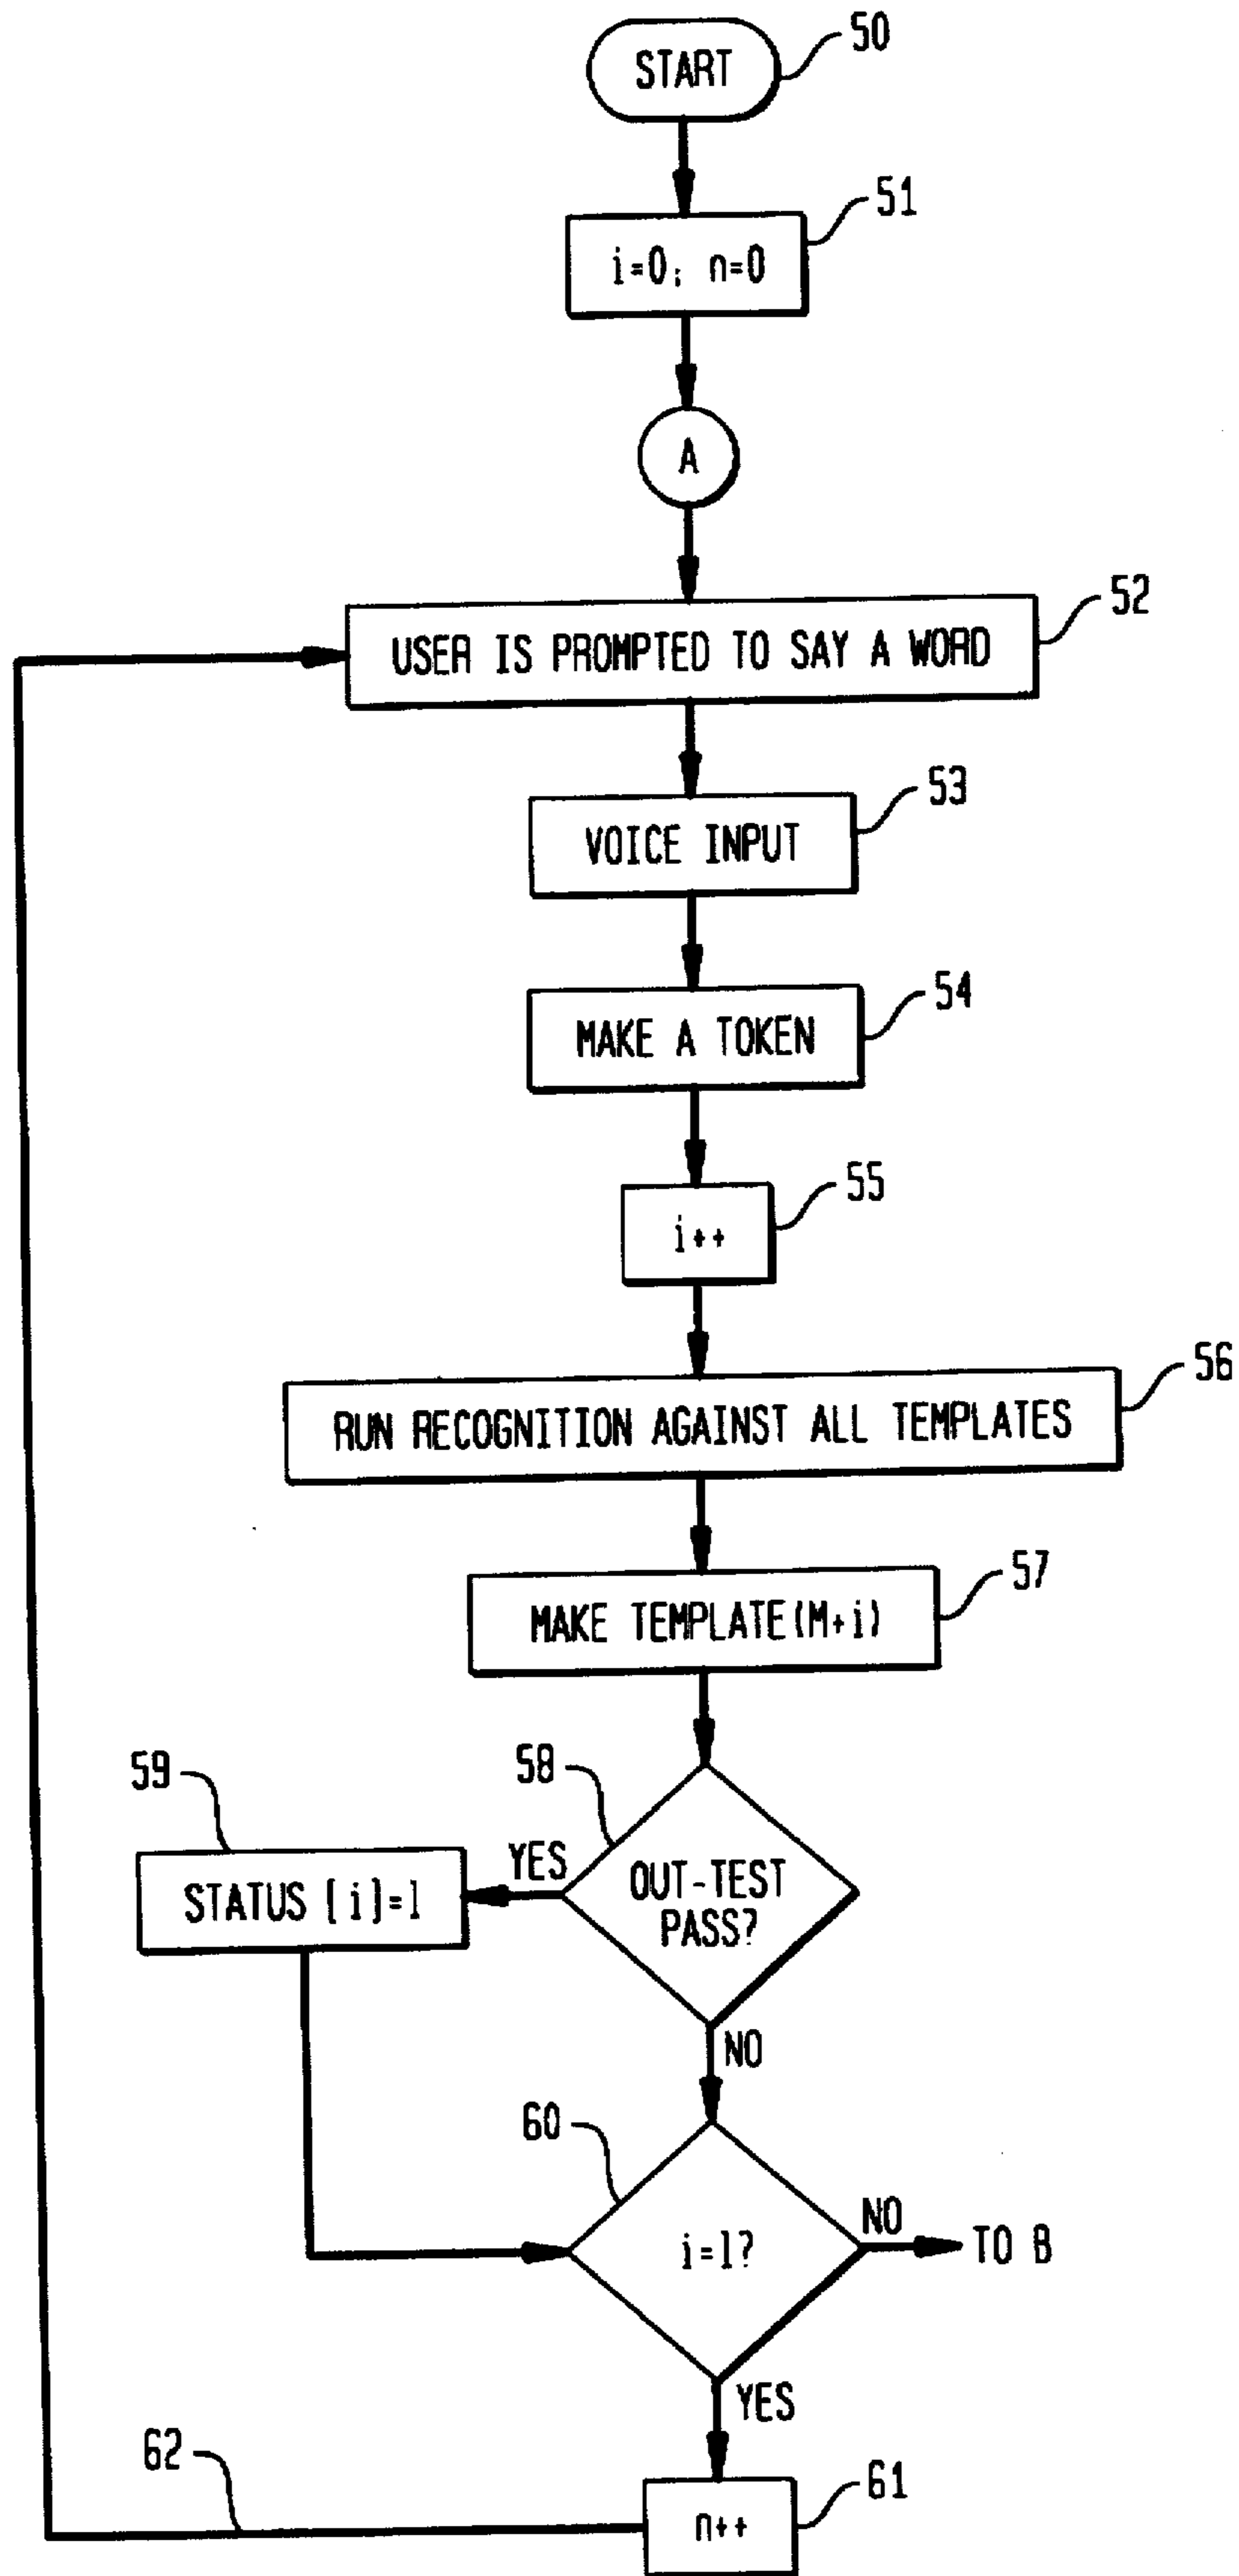 START
50
i=0; n=0
51
A
USER IS PROMPTED TO SAY A WORD
52
VOICE INPUT
53
MAKE A TOKEN
54
i++
55
RUN RECOGNITION AGAINST ALL TEMPLATES
56
MAKE TEMPLATE(M+i)
57
58
59
YES
OUT-TEST
PASS?
STATUS [i]=1
NO
60
i=1?
NO
TO B
YES
62
n++
61